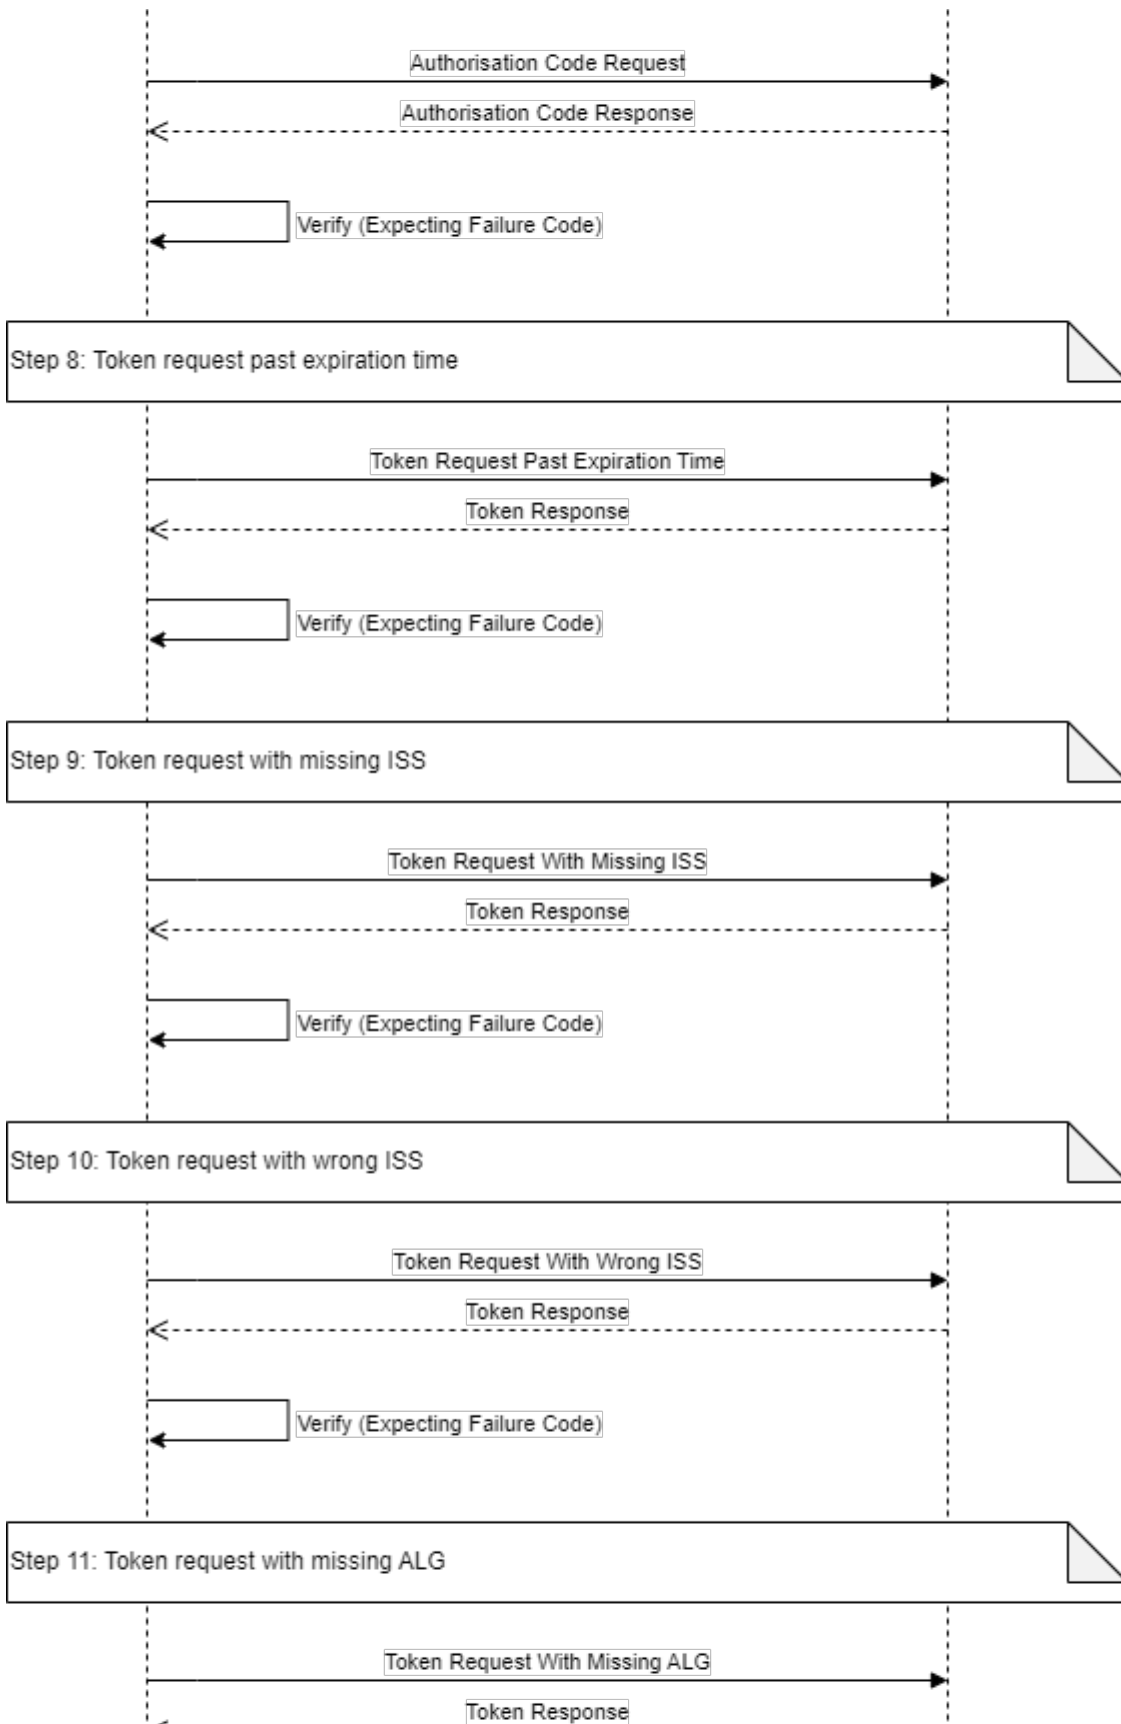 Authorisation Code Request
Authorisation Code Response
Verify (Expecting Failure Code)
Step 8: Token request past expiration time
Token Request Past Expiration Time
Token Response
Verify (Expecting Failure Code)
Step 9: Token request with missing ISS
Token Request With Missing ISS
Token Response
Verify (Expecting Failure Code)
Step 10: Token request with wrong ISS
Token Request With Wrong ISS
Token Response
Verify (Expecting Failure Code)
Step 11: Token request with missing ALG
Token Request With Missing ALG
Token Response